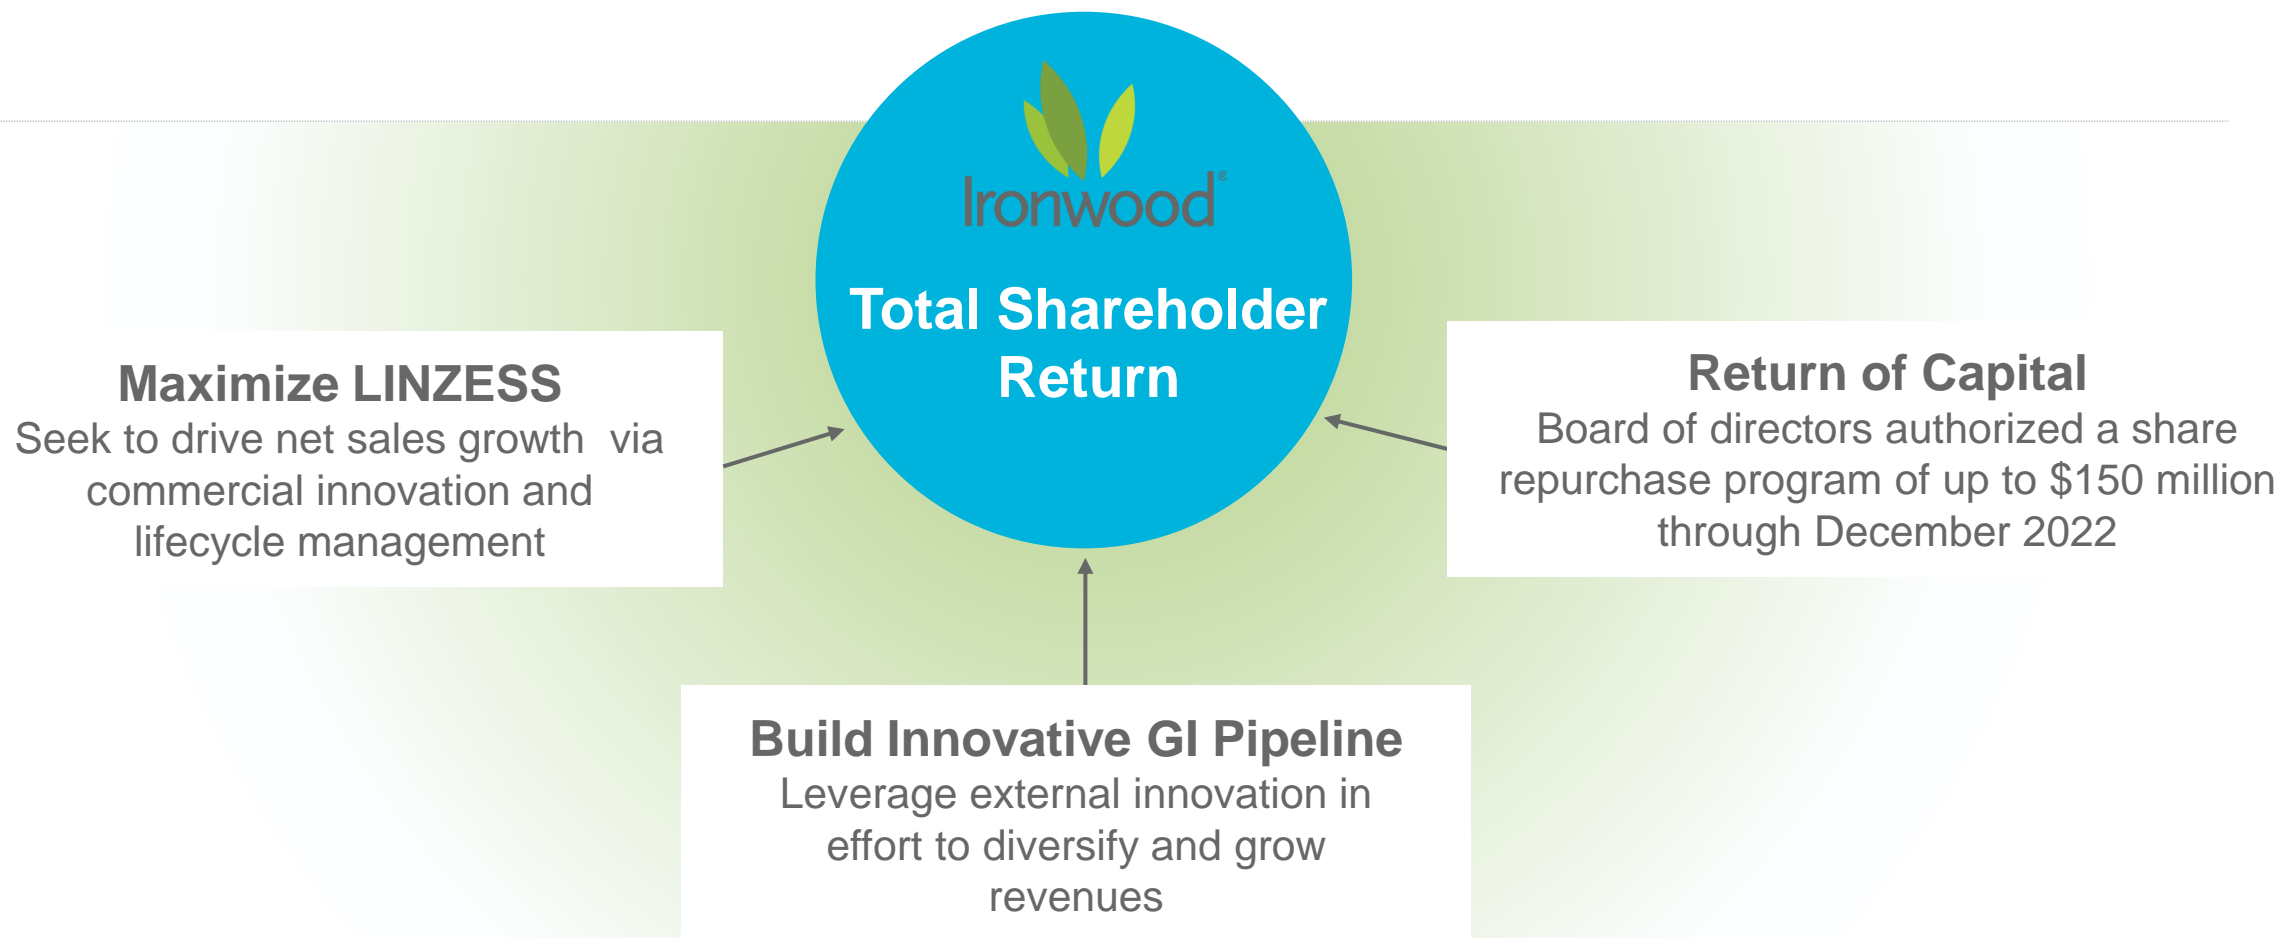 Ironwood®
Total Shareholder
Return
Maximize LINZESS
Seek to drive net sales growth  via
commercial innovation and
lifecycle management
Return of Capital
Board of directors authorized a share
repurchase program of up to $150 million
through December 2022
Build Innovative GI Pipeline
Leverage external innovation in
effort to diversify and grow
revenues